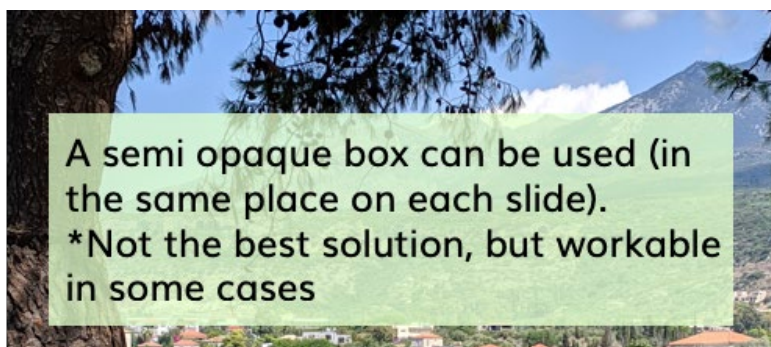 A semi opaque box can be used (in
the same place on each slide).
*Not the best solution, but workable
in some cases